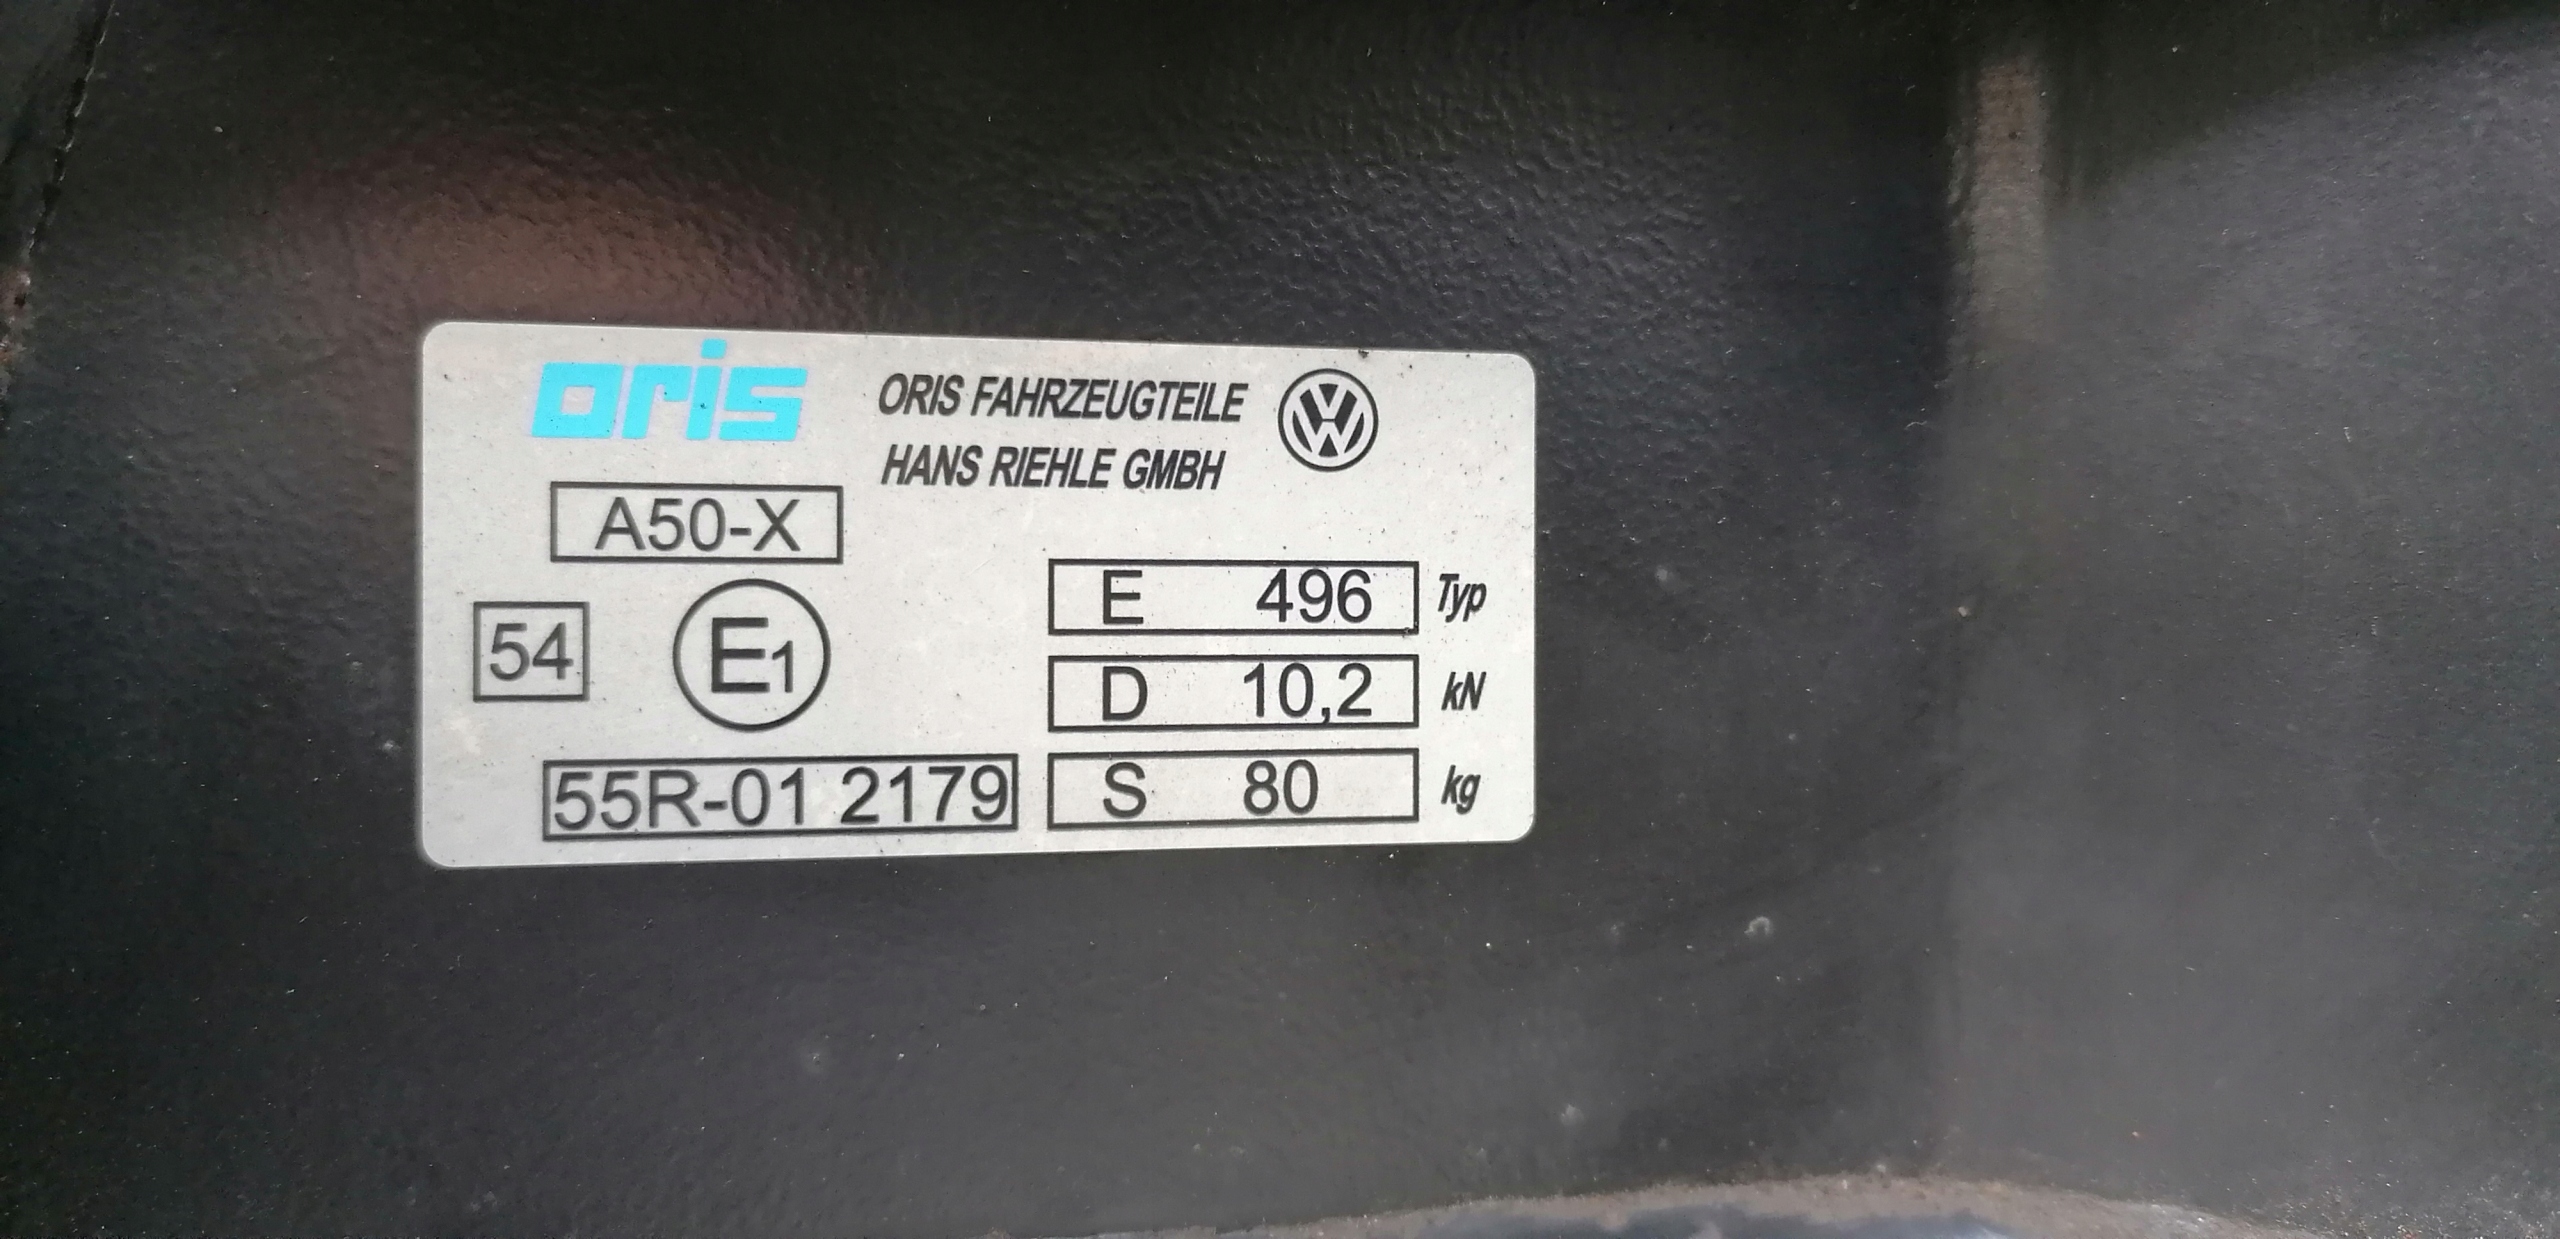 oris
ORIS FAHRZEUGTEILE
HANS RIEHLE GMBH
A50-X
54 E1
55R-01 2179
E 496 Typ
D 10,2 kN
S 80 kg